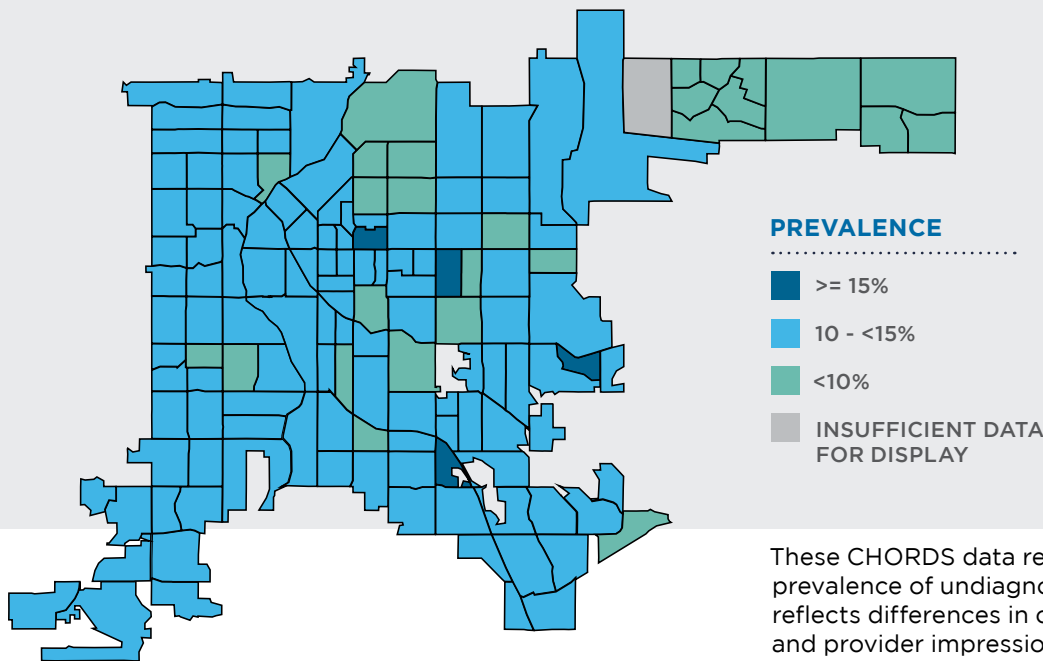 PREVALENCE
>= 15%
10 - <15%
<10%
INSUFFICIENT DATA
FOR DISPLAY
These CHORDS data re
prevalence of undiagno
reflects differences in c
and provider impression